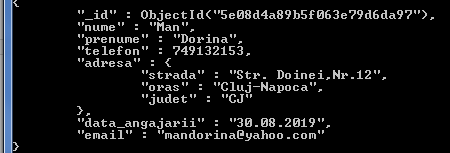 {
"_id" : ObjectId("5e08d4a89b5f063e79d6da97"),
"nume" : "Man",
"prenume" : "Dorina",
"telefon" : 749132153,
"adresa" : {
"strada" : "Str. Doinei,Nr.12",
"oras" : "Cluj-Napoca",
"judet" : "CJ"
},
"data_angajarii" : "30.08.2019",
"email" : "mandorina@yahoo.com"
}